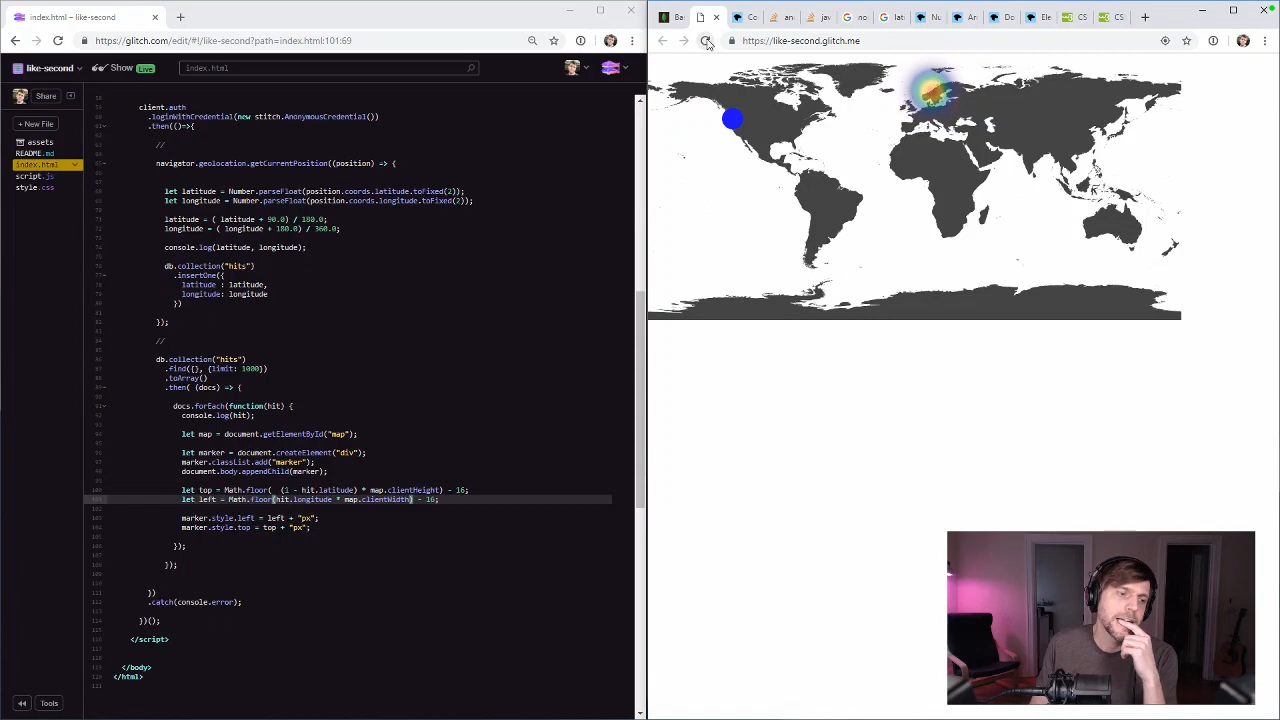 index.html – like-second
https://glitch.com/edit/#!/like-second?path=index.html:101:69
like-second
Show
Live
index.html
Share
New File
assets
README.md
index.html
script.js
style.css
client.auth
.loginWithCredential(new stitch.AnonymousCredential())
.then(()=>{
//
navigator.geolocation.getCurrentPosition((position) => {
let latitude = Number.parseFloat(position.coords.latitude.toFixed());
let longitude = Number.parseFloat(position.coords.longitude.toFixed());
latitude = ( latitude + 90.0) / 180.0;
longitude = ( longitude + 180.0) / 360.0;
console.log(latitude, longitude);
db.collection("hits")
.insertOne({
latitude : latitude,
longitude: longitude
})
});
//
db.collection("hits")
.find({}, {limit: 1000})
.toArray()
.then( (docs) => {
docs.forEach(function(hit) {
console.log(hit);
let map = document.getElementById("map");
let marker = document.createElement("div");
marker.classList.add("marker");
document.body.appendChild(marker);
let top = Math.floor( (1 - hit.latitude) * map.clientHeight) - 16;
let left = Math.floor(hit.longitude * map.clientWidth) - 16;
marker.style.left = left + "px";
marker.style.top = top + "px";
});
});
})
.catch(console.error);
})();
</script>
</body>
</html>
Tools
https://like-second.glitch.me